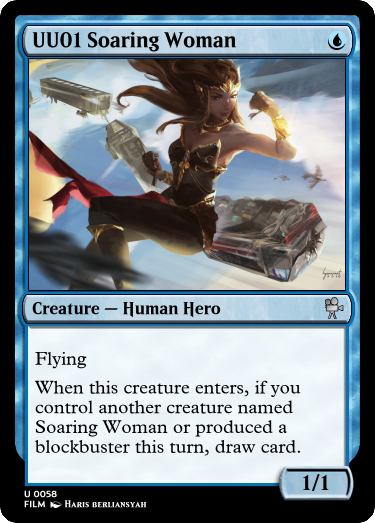 UU01 Soaring Woman
Creature — Human Hero
Flying
When this creature enters, if you
control another creature named
Soaring Woman or produced a
blockbuster this turn, draw card.
1/1
U 0058
FILM HARIS BERLIANSYAH